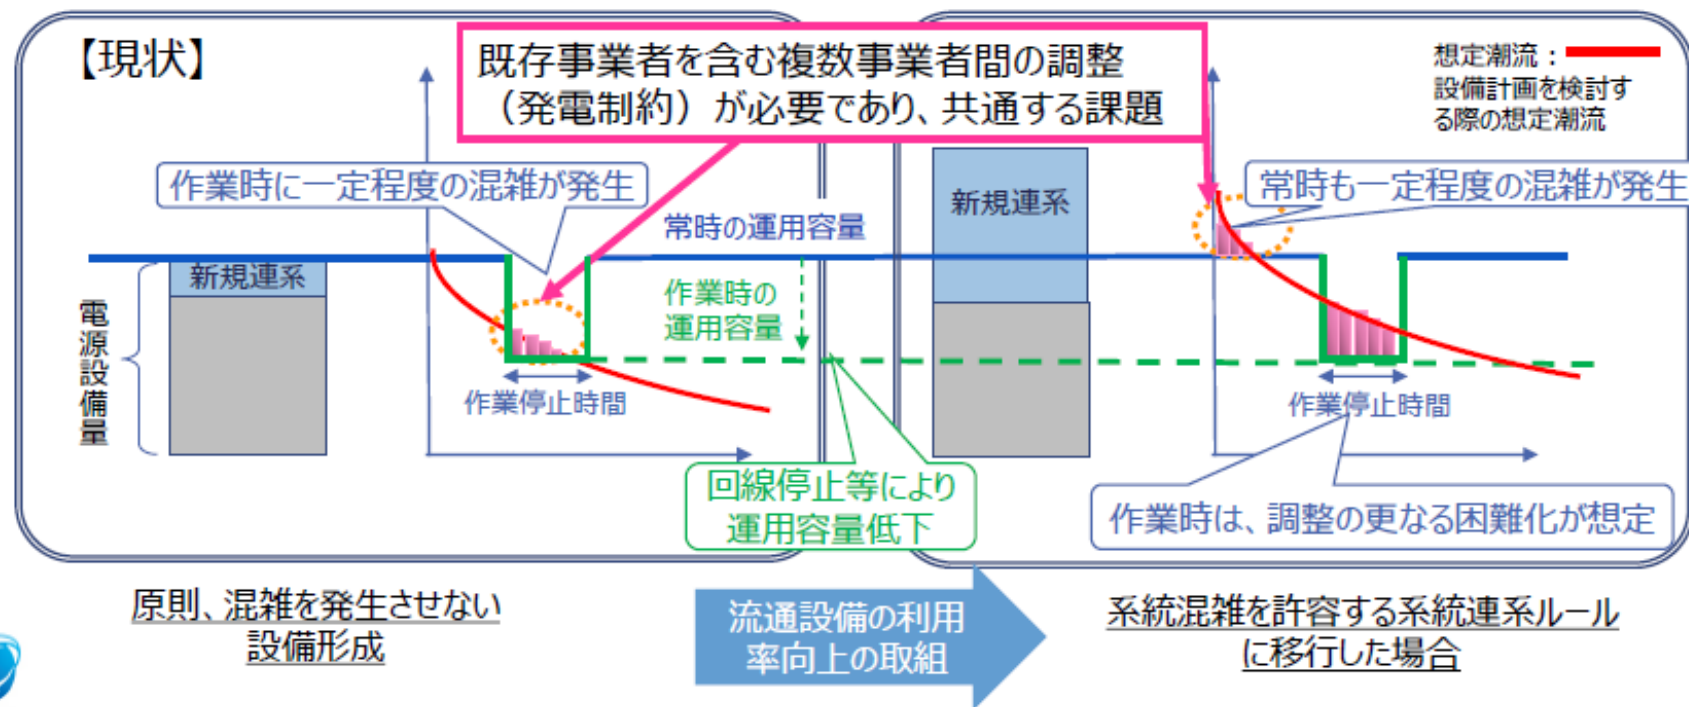 【現状】
既存事業者を含む複数事業者間の調整
（発電制約）が必要であり、共通する課題
想定潮流：
設備計画を検討す
る際の想定潮流
作業時に一定程度の混雑が発生
常時の運用容量
新規連系
電源設備量
作業時の
運用容量
作業停止時間
回線停止等により
運用容量低下
新規連系
常時も一定程度の混雑が発生
作業停止時間
作業時は、調整の更なる困難化が想定
原則、混雑を発生させない
設備形成
流通設備の利用
率向上の取組
系統混雑を許容する系統連系ルール
に移行した場合